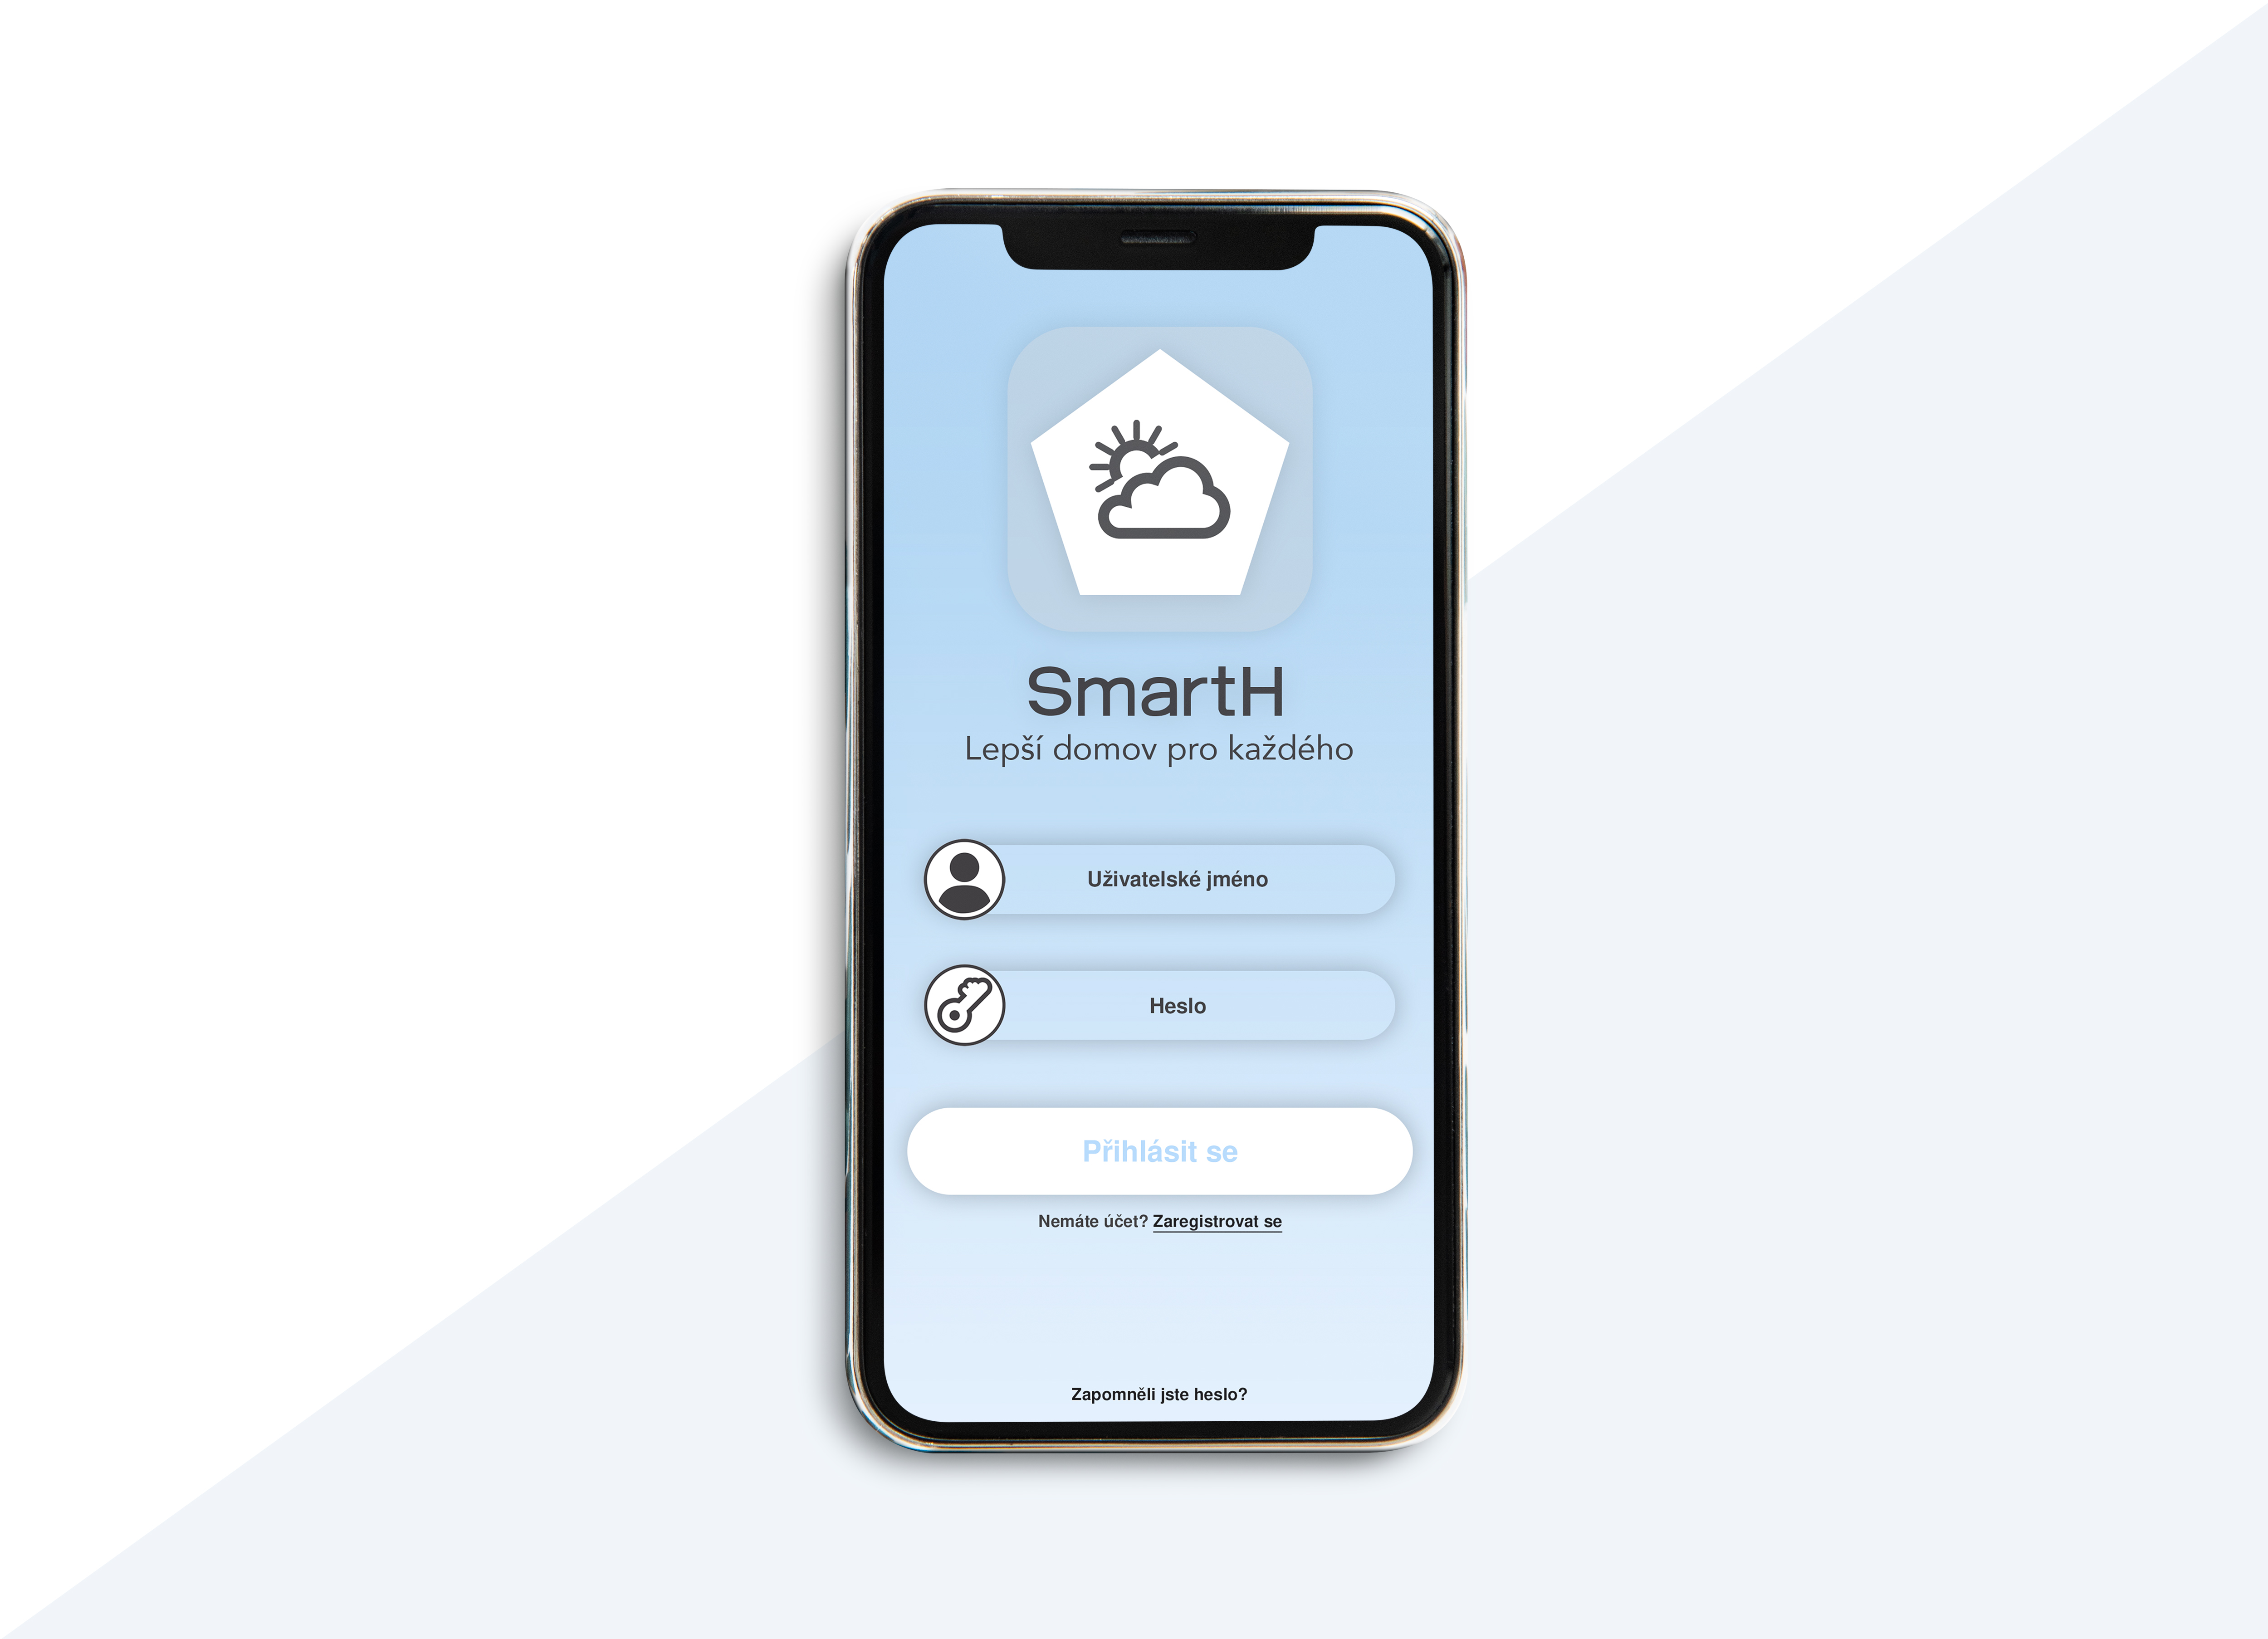 SmartH
Lepší domov pro každého
Uživatelské jméno
Heslo
Přihlásit se
Nemáte účet? Zaregistrovat se
Zapomněli jste heslo?